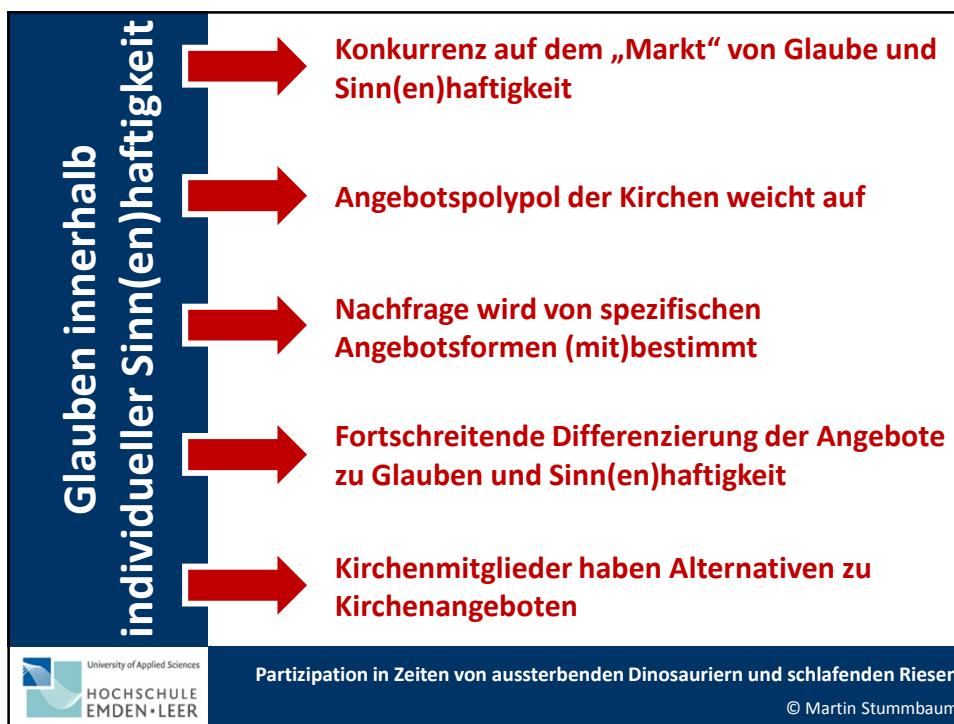 Glauben innerhalb
individueller Sinn(en)haftigkeit
Konkurrenz auf dem „Markt“ von Glaube und
Sinn(en)haftigkeit
Angebotspolypol der Kirchen weicht auf
Nachfrage wird von spezifischen
Angebotsformen (mit)bestimmt
Fortschreitende Differenzierung der Angebote
zu Glauben und Sinn(en)haftigkeit
Kirchenmitglieder haben Alternativen zu
Kirchenangeboten
University of Applied Sciences
HOCHSCHULE
EMDEN•LEER
Partizipation in Zeiten von aussterbenden Dinosauriern und schlafenden Riesen
© Martin Stummbaum